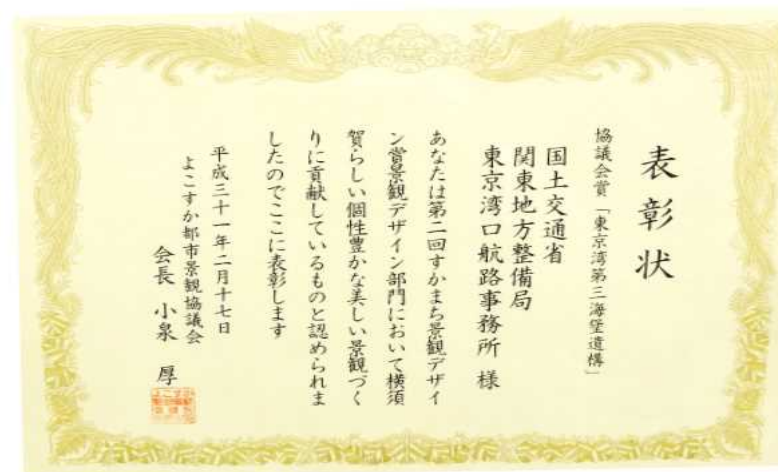 表彰状
協議会賞「東京湾第三海堡遺構」
国土交通省
関東地方整備局
東京湾口航路事務所 様
あなたは第二回すかまち景観デザイ
ン賞景観デザイン部門において横須
賀らしい個性豊かな美しい景観づく
りに貢献しているものと認められま
したのでここに表彰します
平成三十一年二月十七日
よこすか都市景観協議会
会長 小泉 厚